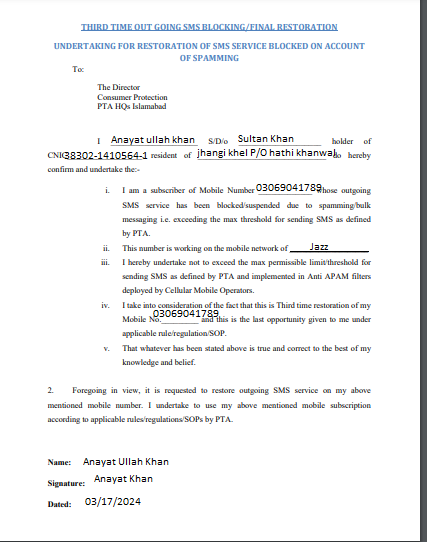 THIRD TIME OUT GOING SMS BLOCKING/FINAL RESTORATION
UNDERTAKING FOR RESTORATION OF SMS SERVICE BLOCKED ON ACCOUNT
OF SPAMMING
To:
The Director
Consumer Protection
PTA HQs Islamabad
I Anayat ullah khan S/D/o Sultan Khan holder of
CNIC38302-1410564-1 resident of jhangi khel P/O hathi khanwal do hereby
confirm and undertake the:-
i. I am a subscriber of Mobile Number 03069041789 whose outgoing
SMS service has been blocked/suspended due to spamming/bulk
messaging i.e. exceeding the max threshold for sending SMS as defined
by PTA.
ii. This number is working on the mobile network of Jazz
iii. I hereby undertake not to exceed the max permissible limit/threshold for
sending SMS as defined by PTA and implemented in Anti APAM filters
deployed by Cellular Mobile Operators.
iv. I take into consideration of the fact that this is Third time restoration of my
Mobile No. 03069041789 and this is the last opportunity given to me under
applicable rule/regulation/SOP.
v. That whatever has been stated above is true and correct to the best of my
knowledge and belief.
2. Foregoing in view, it is requested to restore outgoing SMS service on my above
mentioned mobile number. I undertake to use my above mentioned mobile subscription
according to applicable rules/regulations/SOPs by PTA.
Name: Anayat Ullah Khan
Signature: Anayat Khan
Dated: 03/17/2024